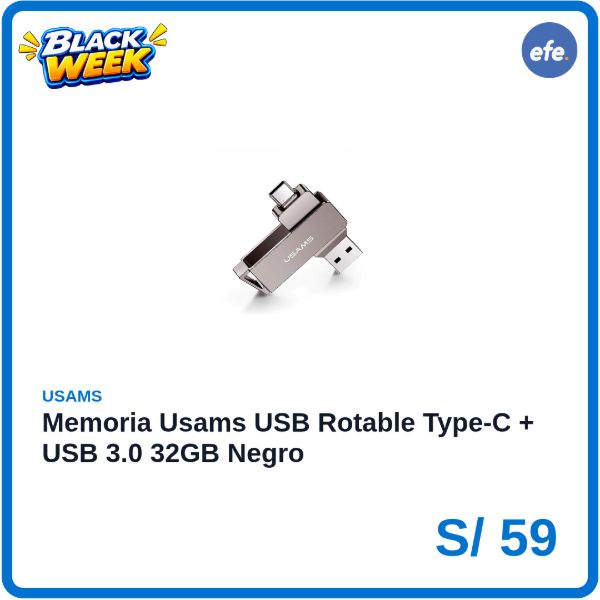 BLACK
WEEK
efe.
USAMS
USAMS
Memoria Usams USB Rotable Type-C +
USB 3.0 32GB Negro
S/ 59